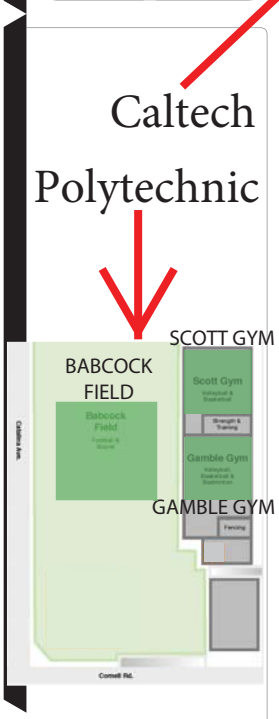 Caltech
Polytechnic
SCOTT GYM
BABCOCK
FIELD
Scott Gym
Volleyball &
Basketball
Babcock
Field
Football &
Soccer
Strength &
Training
Catalina Ave.
Gamble Gym
Volleyball,
Basketball &
Badminton
GAMBLE GYM
Fencing
Cornell Rd.